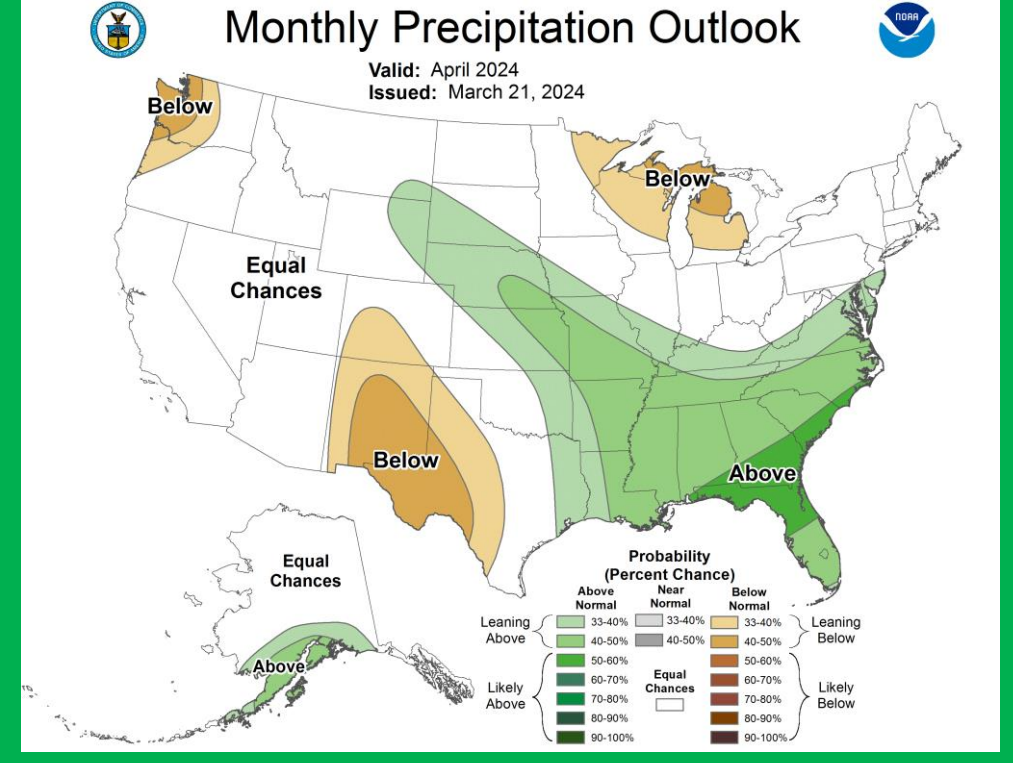 Monthly Precipitation Outlook
NOAA
Valid: April 2024
Issued: March 21, 2024
Below
Below
Equal
Chances
Below
Above
Equal
Chances
Above
Probability
(Percent Chance)
Above
Normal
Near
Normal
Below
Normal
Leaning
Above
33-40%
33-40%
33-40%
Leaning
Below
40-50%
40-50%
40-50%
50-60%
50-60%
Likely
Above
60-70%
Equal
Chances
60-70%
Likely
Below
70-80%
70-80%
80-90%
80-90%
90-100%
90-100%